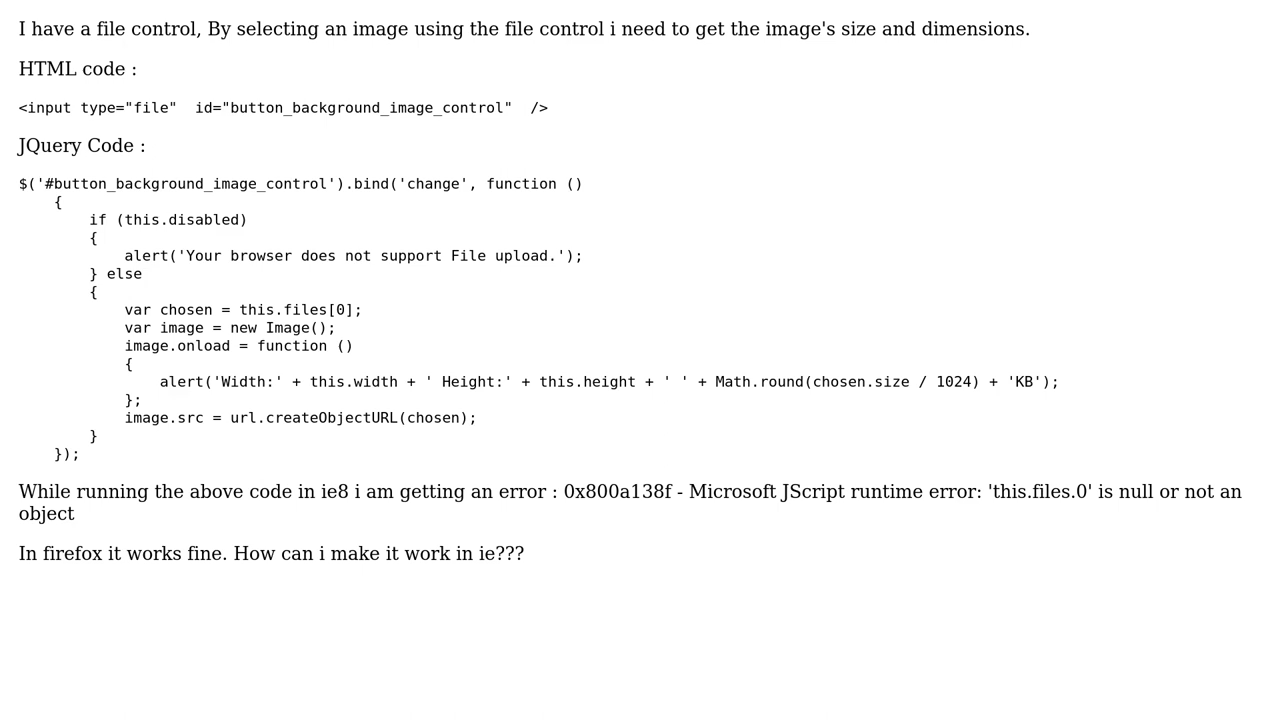 I have a file control, By selecting an image using the file control i need to get the image's size and dimensions.
HTML code :
<input type="file"  id="button_background_image_control"  />
JQuery Code :
$('#button_background_image_control').bind('change', function ()
    {
        if (this.disabled)
        {
            alert('Your browser does not support File upload.');
        } else
        {
            var chosen = this.files[0];
            var image = new Image();
            image.onload = function ()
            {
                alert('Width:' + this.width + ' Height:' + this.height + ' ' + Math.round(chosen.size / 1024) + 'KB');
            };
            image.src = url.createObjectURL(chosen);
        }
    });
While running the above code in ie8 i am getting an error : 0x800a138f - Microsoft JScript runtime error: 'this.files.0' is null or not an
object
In firefox it works fine. How can i make it work in ie???